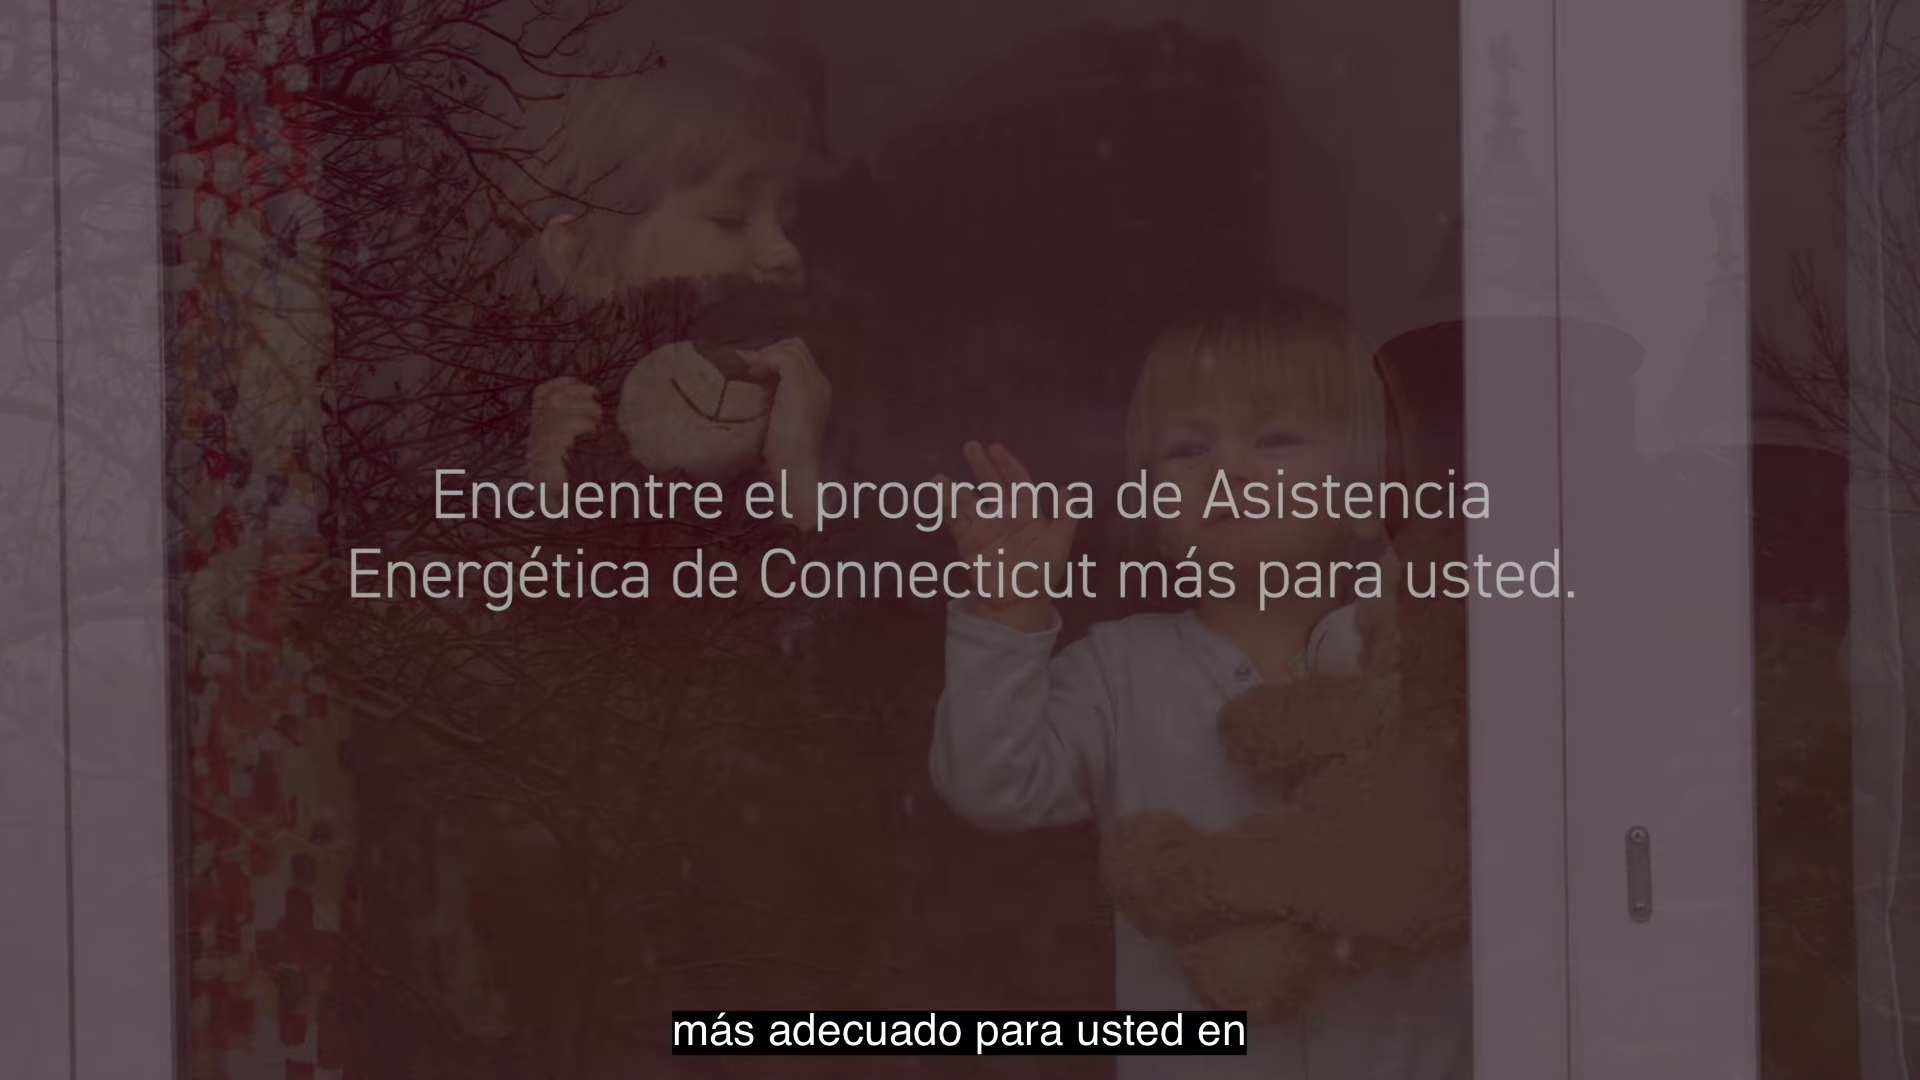 Encuentre el programa de Asistencia
Energética de Connecticut más para usted.
más adecuado para usted en